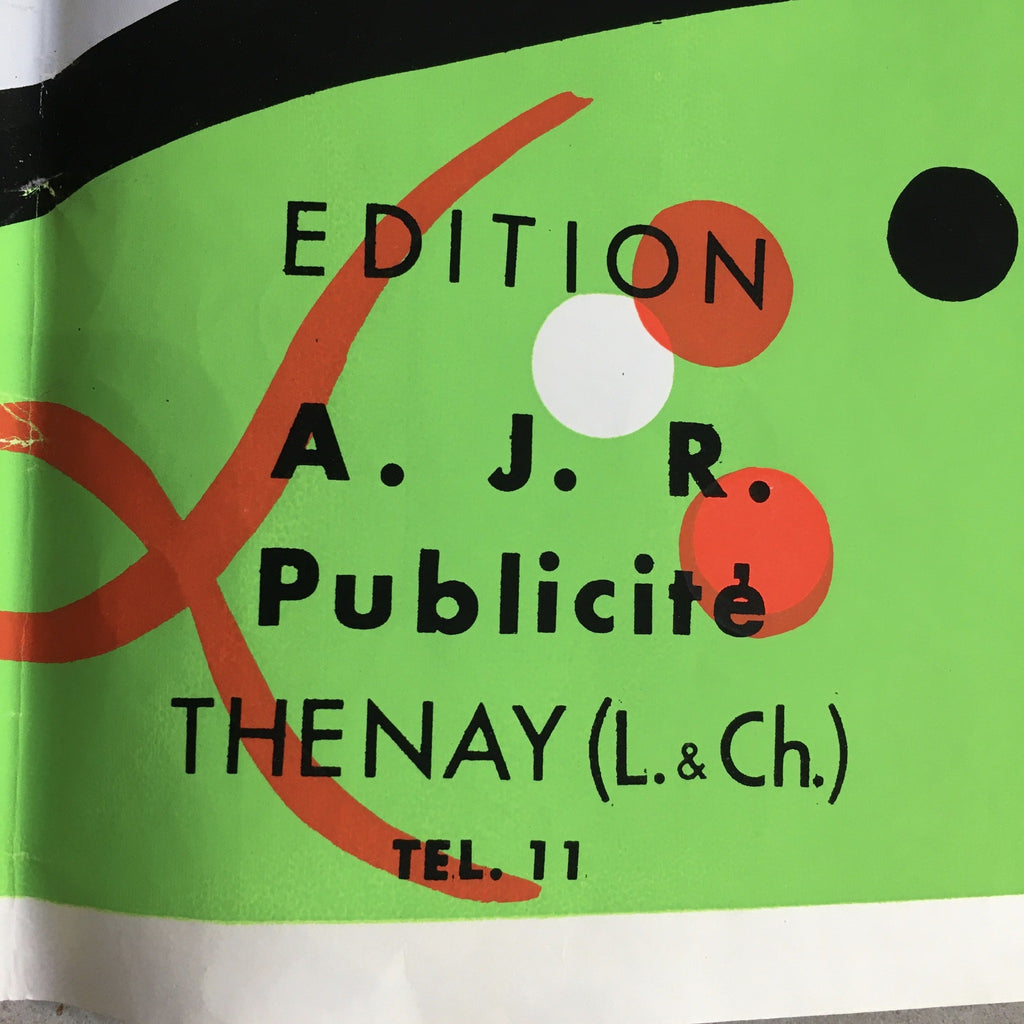 EDITION
A. J. R.
Publicité
THENAY (L. & Ch.)
TEL. 11